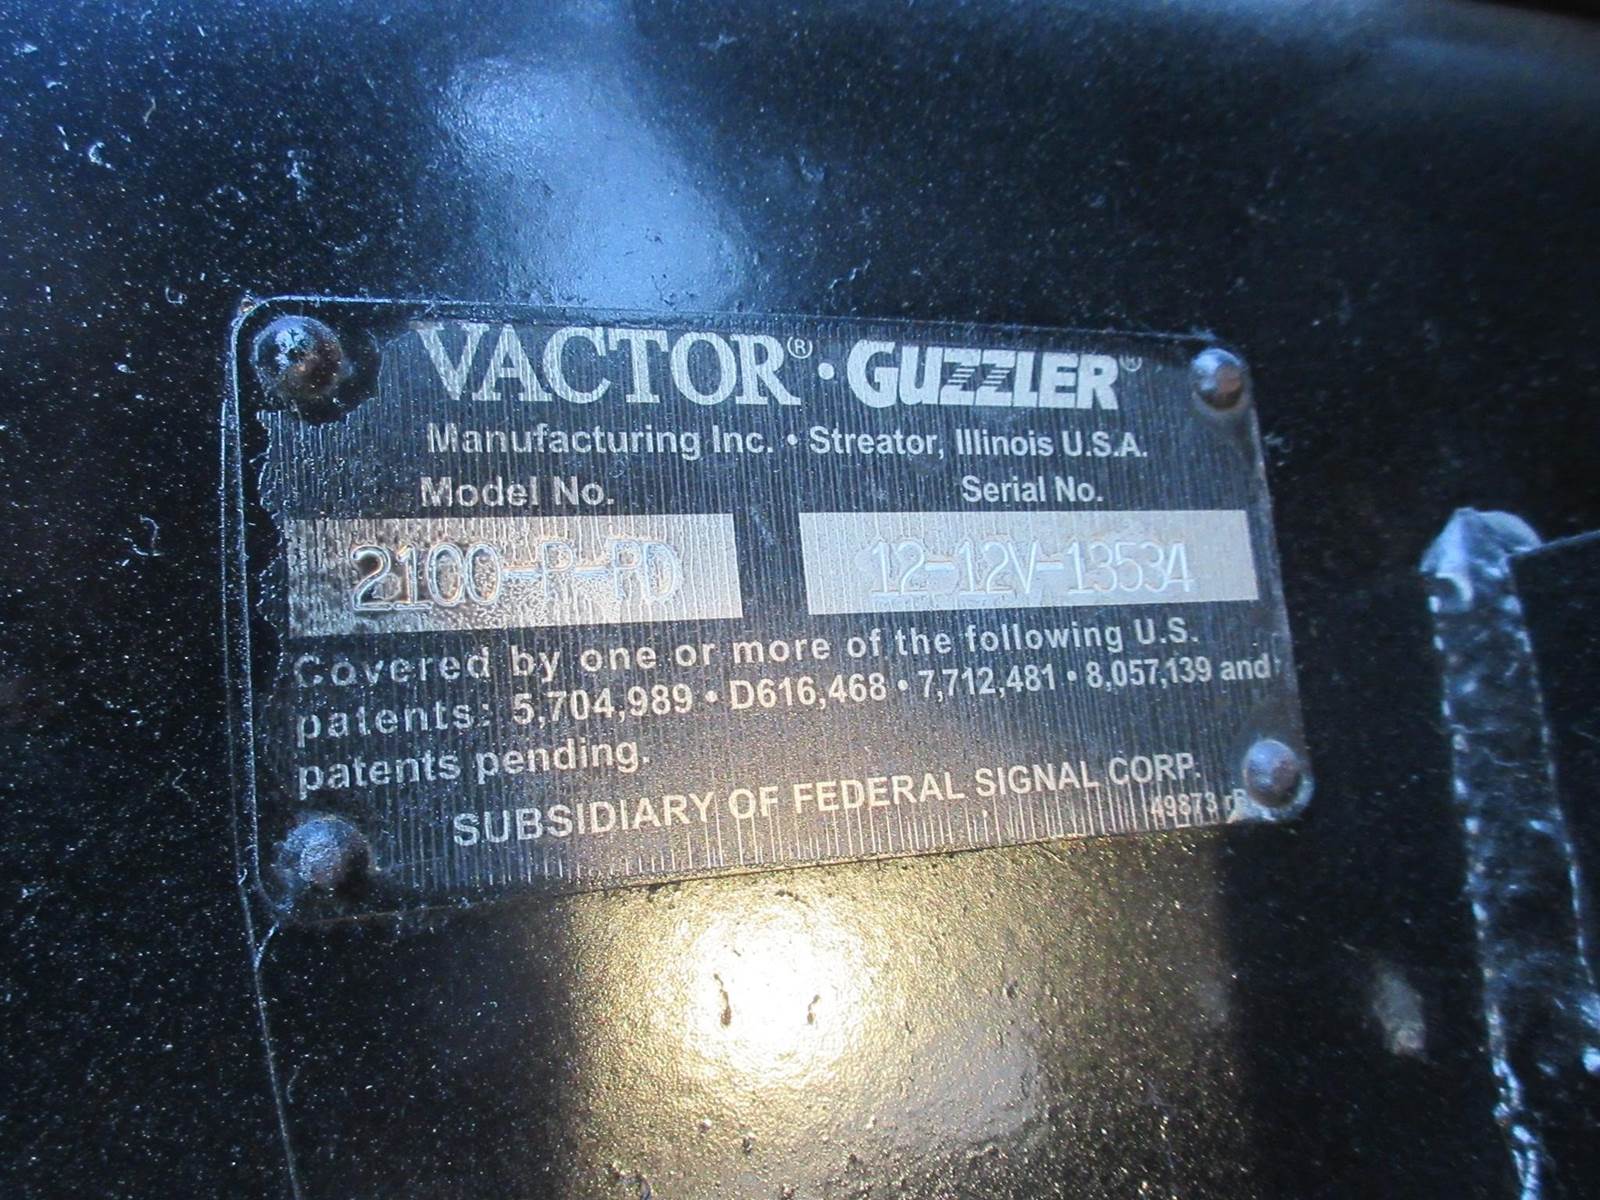 VACTOR® · GUZZLER®
Manufacturing Inc. • Streator, Illinois U.S.A.
Model No. Serial No.
2100-P-PD 12-12V-13534
Covered by one or more of the following U.S.
patents: 5,704,989 • D616,468 • 7,712,481 • 8,057,139 and
patents pending.
SUBSIDIARY OF FEDERAL SIGNAL CORP.
49873